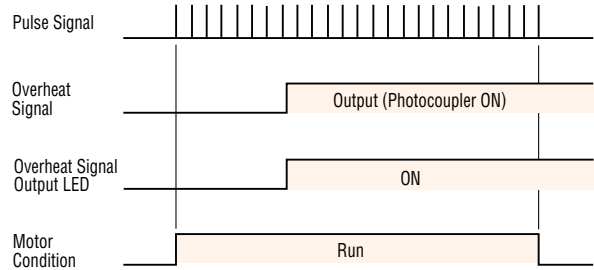 Pulse Signal
Overheat
Signal
Output (Photocoupler ON)
Overheat Signal
Output LED
ON
Motor
Condition
Run